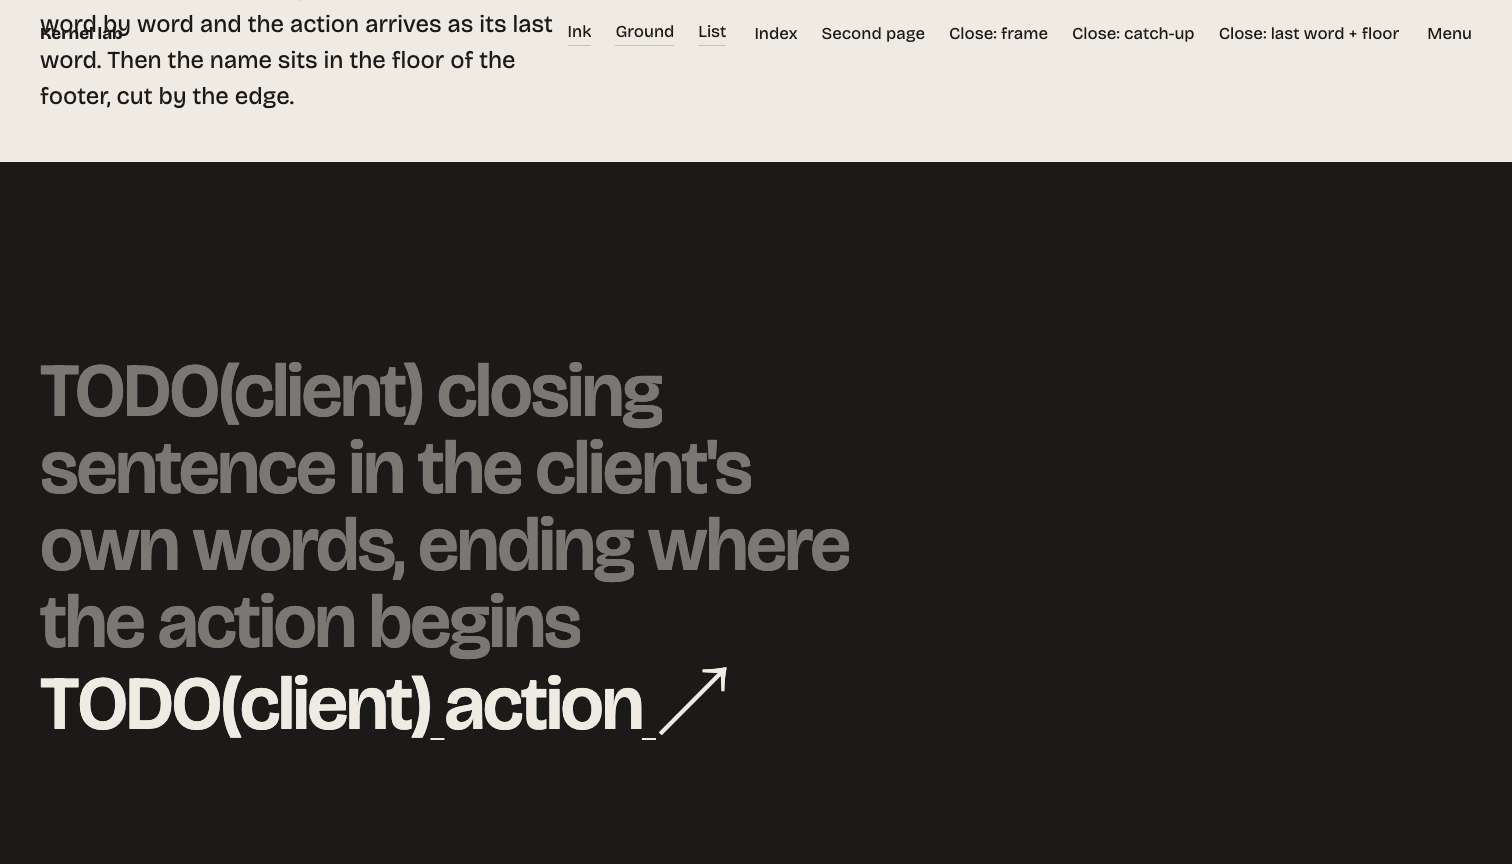 word by word and the action arrives as its last
Kernel lab
Ink Ground List Index Second page Close: frame Close: catch-up Close: last word + floor Menu
word. Then the name sits in the floor of the
footer, cut by the edge.
TODO(client) closing
sentence in the client's
own words, ending where
the action begins
TODO(client) action